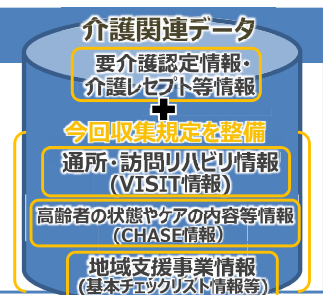 介護関連データ
要介護認定情報・
介護レセプト等情報
+
今回収集規定を整備
通所・訪問リハビリ情報
(VISIT情報)
高齢者の状態やケアの内容等情報
(CHASE情報)
地域支援事業情報
(基本チェックリスト情報等)